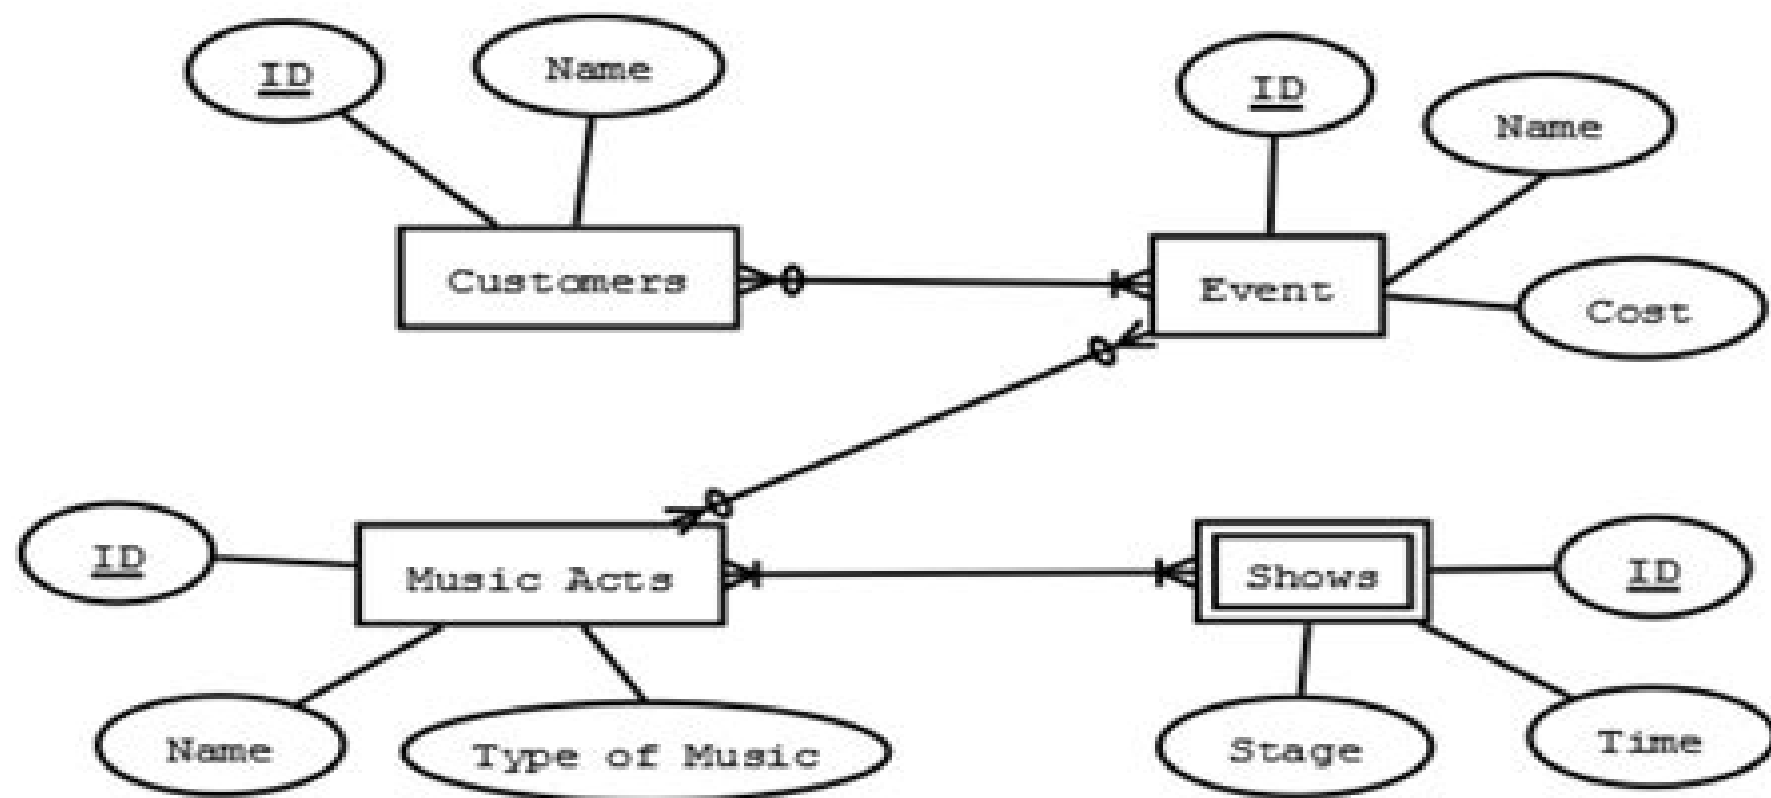 ID
Name
ID
Name
Customers
Event
Cost
ID
Music Acts
Shows
ID
Name
Type of Music
Stage
Time